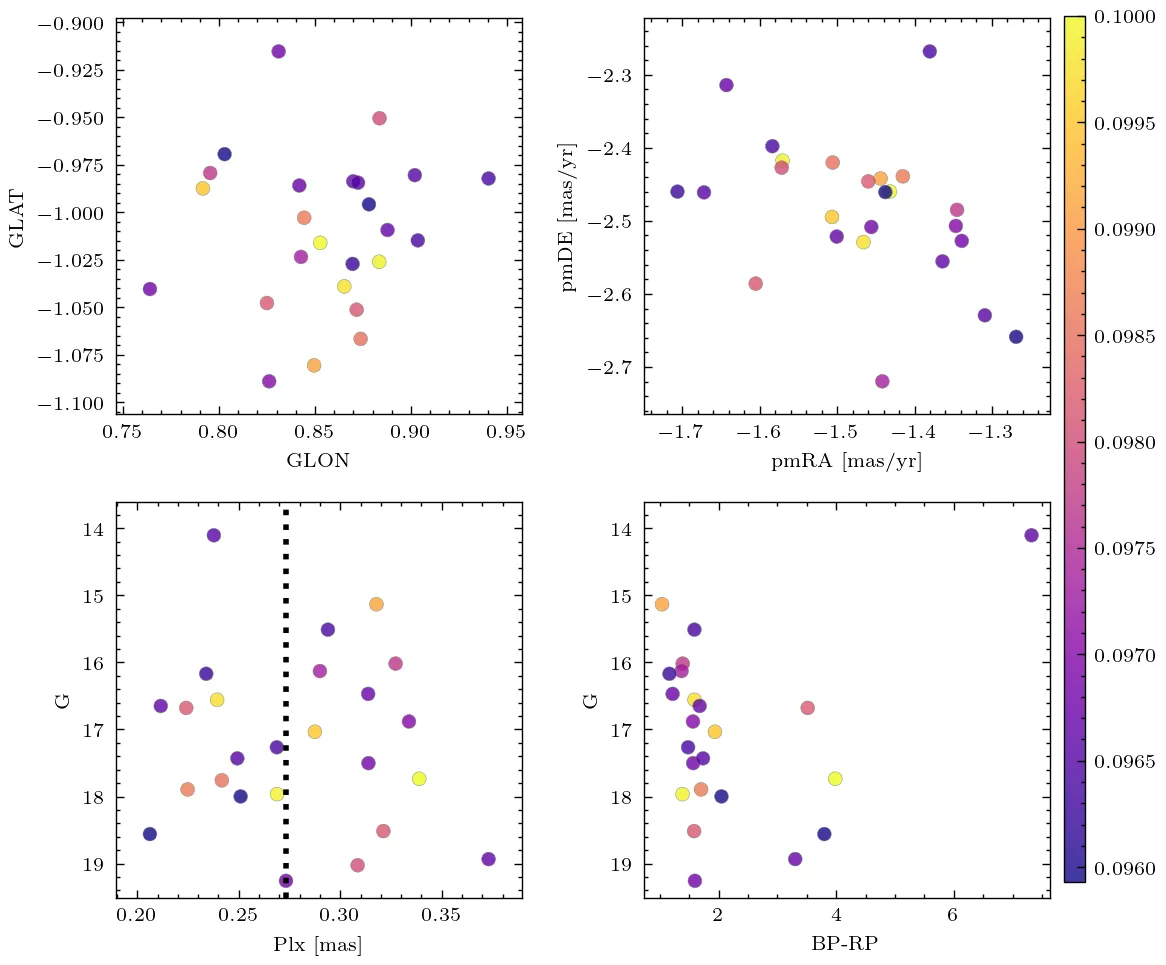 −0.900
−0.925
−0.950
−0.975
−1.000
−1.025
−1.050
−1.075
−1.100
GLAT
0.75 0.80 0.85 0.90 0.95
GLON
−2.3
−2.4
−2.5
−2.6
−2.7
pmDE [mas/yr]
−1.7 −1.6 −1.5 −1.4 −1.3
pmRA [mas/yr]
14
15
16
17
18
19
G
0.20 0.25 0.30 0.35
Plx [mas]
14
15
16
17
18
19
G
2 4 6
BP-RP
0.1000
0.0995
0.0990
0.0985
0.0980
0.0975
0.0970
0.0965
0.0960